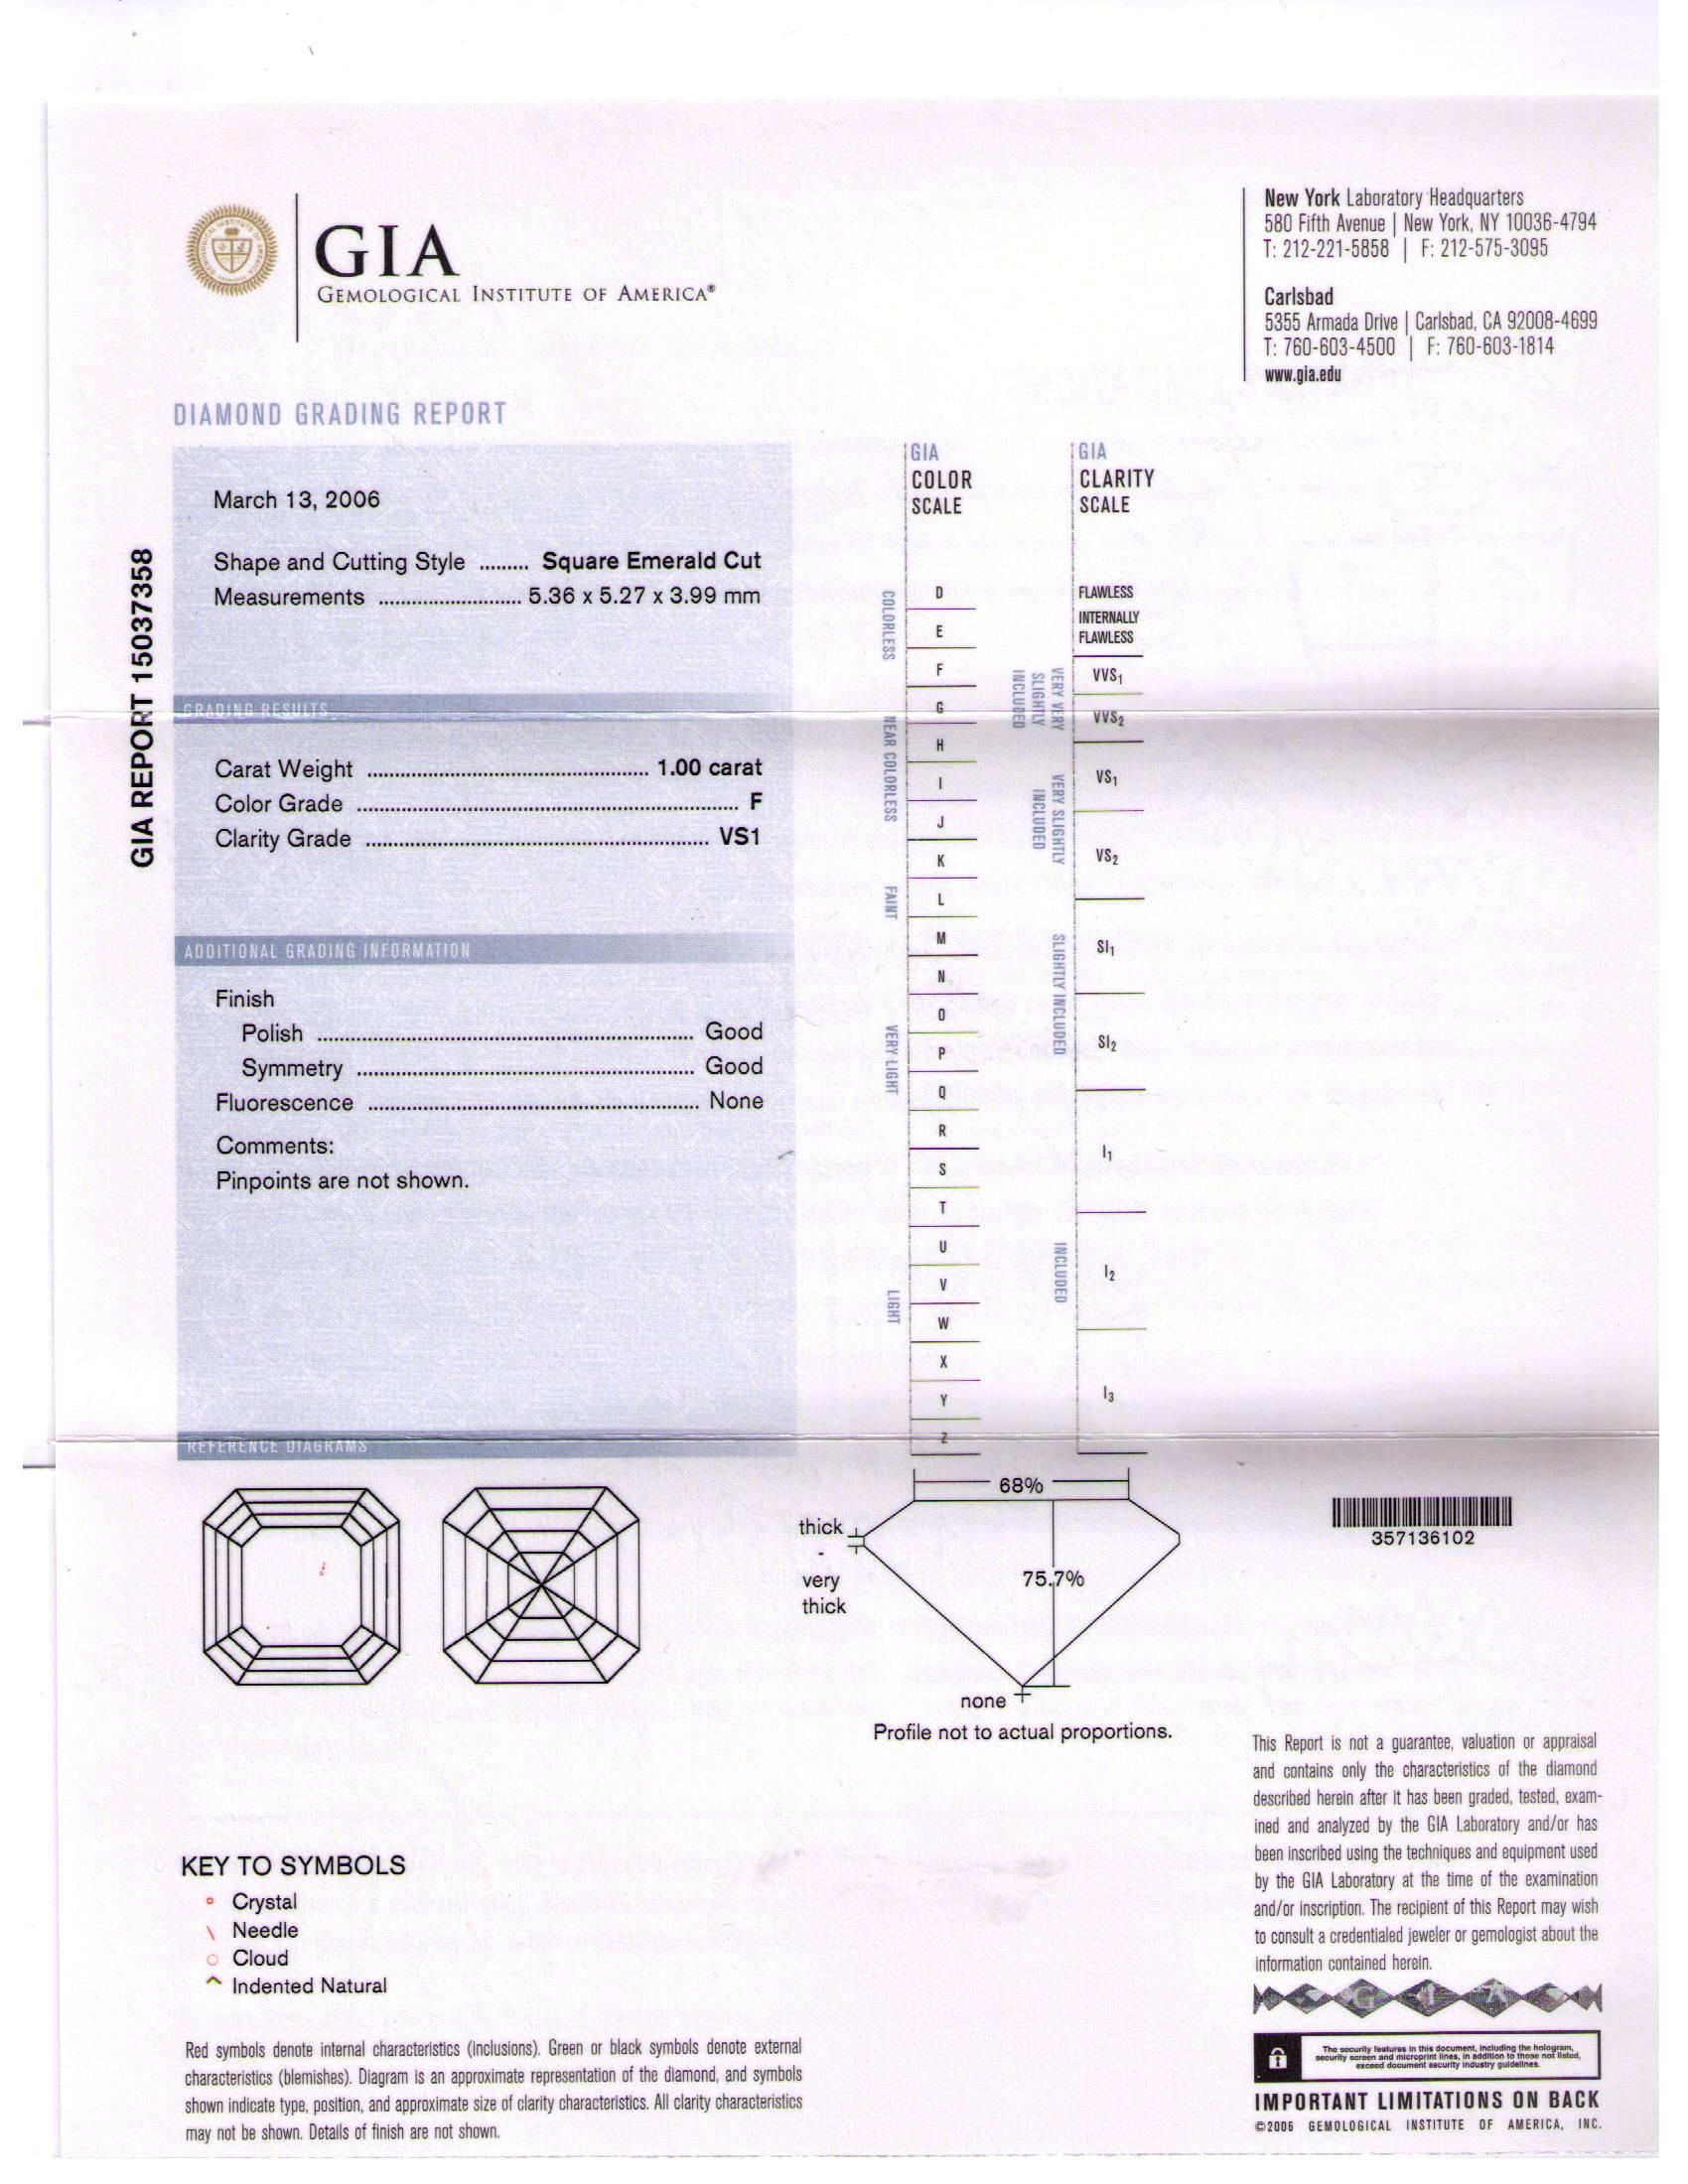 GIA
GEMOLOGICAL INSTITUTE OF AMERICA®
New York Laboratory Headquarters
580 Fifth Avenue | New York, NY 10036-4794
T: 212-221-5858 | F: 212-575-3095
Carlsbad
5355 Armada Drive | Carlsbad, CA 92008-4699
T: 760-603-4500 | F: 760-603-1814
www.gia.edu
DIAMOND GRADING REPORT
GIA REPORT 15037358
March 13, 2006
Shape and Cutting Style ......... Square Emerald Cut
Measurements ........................ 5.36 x 5.27 x 3.99 mm
GRADING RESULTS
Carat Weight ................................................ 1.00 carat
Color Grade ................................................................ F
Clarity Grade .......................................................... VS1
ADDITIONAL GRADING INFORMATION
Finish
Polish ................................................................ Good
Symmetry .......................................................... Good
Fluorescence ........................................................ None
Comments:
Pinpoints are not shown.
REFERENCE DIAGRAMS
GIA
COLOR
SCALE
COLORLESS
NEAR COLORLESS
FAINT
VERY LIGHT
LIGHT
D
E
F
G
H
I
J
K
L
M
N
O
P
Q
R
S
T
U
V
W
X
Y
Z
GIA
CLARITY
SCALE
VERY VERY
SLIGHTLY
INCLUDED
VERY SLIGHTLY
INCLUDED
SLIGHTLY INCLUDED
INCLUDED
FLAWLESS
INTERNALLY
FLAWLESS
VVS1
VVS2
VS1
VS2
SI1
SI2
I1
I2
I3
68%
thick
-
very
thick
75.7%
none
Profile not to actual proportions.
357136102
KEY TO SYMBOLS
Crystal
Needle
Cloud
Indented Natural
Red symbols denote internal characteristics (inclusions). Green or black symbols denote external
characteristics (blemishes). Diagram is an approximate representation of the diamond, and symbols
shown indicate type, position, and approximate size of clarity characteristics. All clarity characteristics
may not be shown. Details of finish are not shown.
This Report is not a guarantee, valuation or appraisal
and contains only the characteristics of the diamond
described herein after it has been graded, tested, exam-
ined and analyzed by the GIA Laboratory and/or has
been inscribed using the techniques and equipment used
by the GIA Laboratory at the time of the examination
and/or inscription. The recipient of this Report may wish
to consult a credentialed jeweler or gemologist about the
information contained herein.
G I A
The security features in this document, including the hologram,
security screen and microprint lines, in addition to those not listed,
exceed document security industry guidelines.
IMPORTANT LIMITATIONS ON BACK
©2006 GEMOLOGICAL INSTITUTE OF AMERICA, INC.